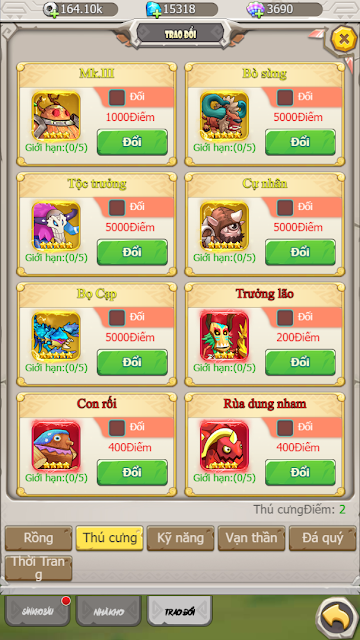 164.10k
15318
3690
TRAO ĐỔI
Mk.III
Đổi
1000Điểm
Giới hạn:(0/5)
Đổi
Bò sừng
Đổi
5000Điểm
Giới hạn:(0/5)
Đổi
Tộc trưởng
Đổi
5000Điểm
Giới hạn:(0/5)
Đổi
Cự nhân
Đổi
5000Điểm
Giới hạn:(0/5)
Đổi
Bọ Cạp
Đổi
5000Điểm
Giới hạn:(0/5)
Đổi
Trưởng lão
Đổi
200Điểm
Giới hạn:(0/5)
Đổi
Con rối
Đổi
400Điểm
Giới hạn:(0/5)
Đổi
Rùa dung nham
Đổi
400Điểm
Giới hạn:(0/5)
Đổi
Thú cưngĐiểm: 2
Rồng
Thú cưng
Kỹ năng
Vạn thần
Đá quý
Thời Tran
g
SĂN KHO BÁU
NHÀ KHO
TRAO ĐỔI